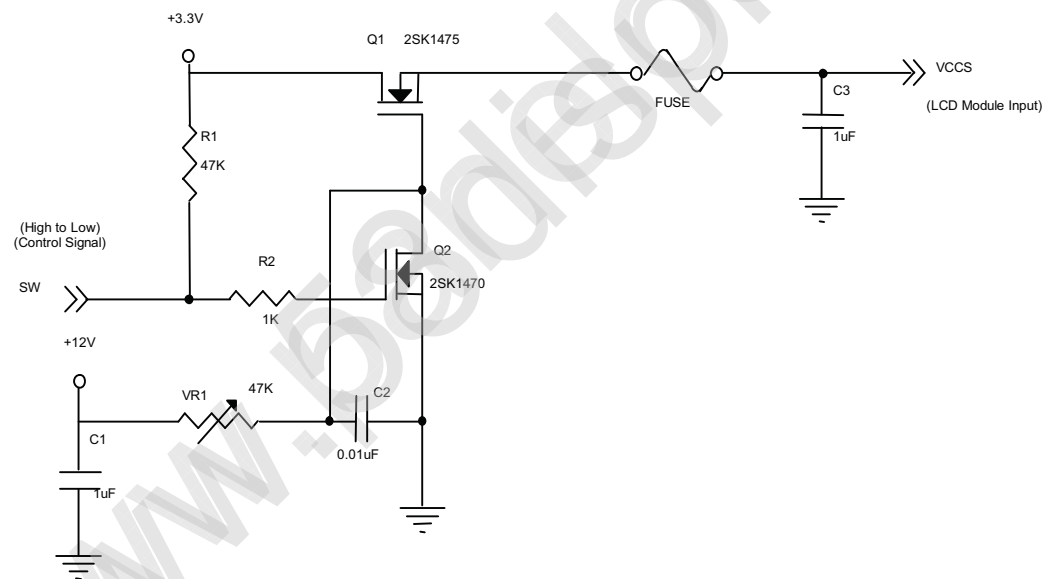 +3.3V
Q1 2SK1475
VCCS
FUSE
C3
(LCD Module Input)
1uF
R1
47K
(High to Low)
(Control Signal)
R2
Q2
SW
2SK1470
1K
+12V
VR1
47K
C2
C1
0.01uF
1uF